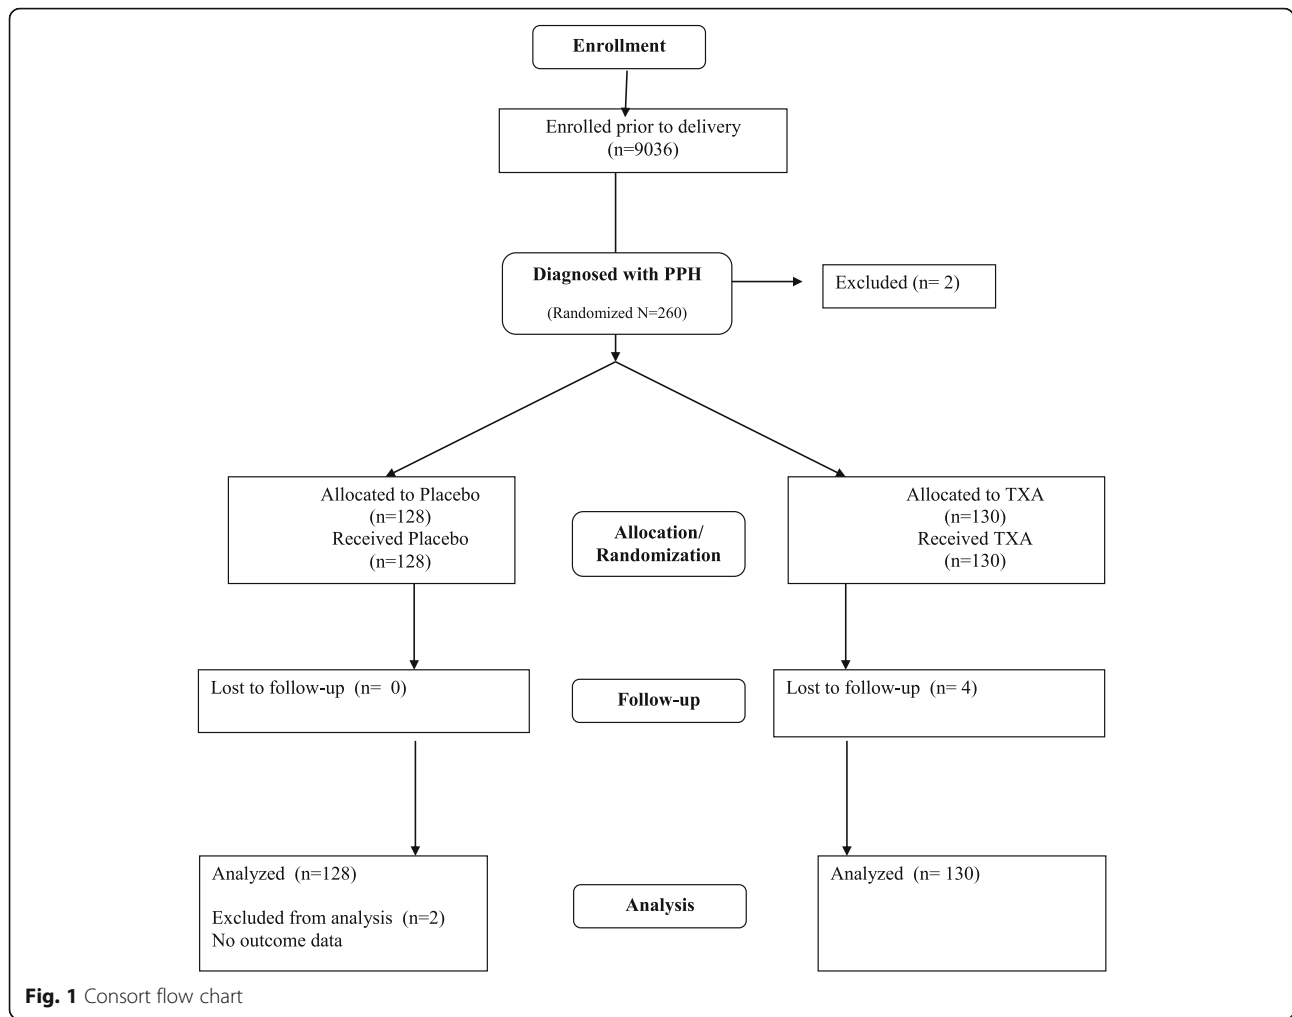 Enrollment
Enrolled prior to delivery
(n=9036)
Diagnosed with PPH
(Randomized N=260)
Excluded (n= 2)
Allocated to Placebo
(n=128)
Received Placebo
(n=128)
Allocation/
Randomization
Allocated to TXA
(n=130)
Received TXA
(n=130)
Lost to follow-up (n= 0)
Follow-up
Lost to follow-up (n= 4)
Analyzed (n=128)
Excluded from analysis (n=2)
No outcome data
Analysis
Analyzed (n= 130)
Fig. 1 Consort flow chart